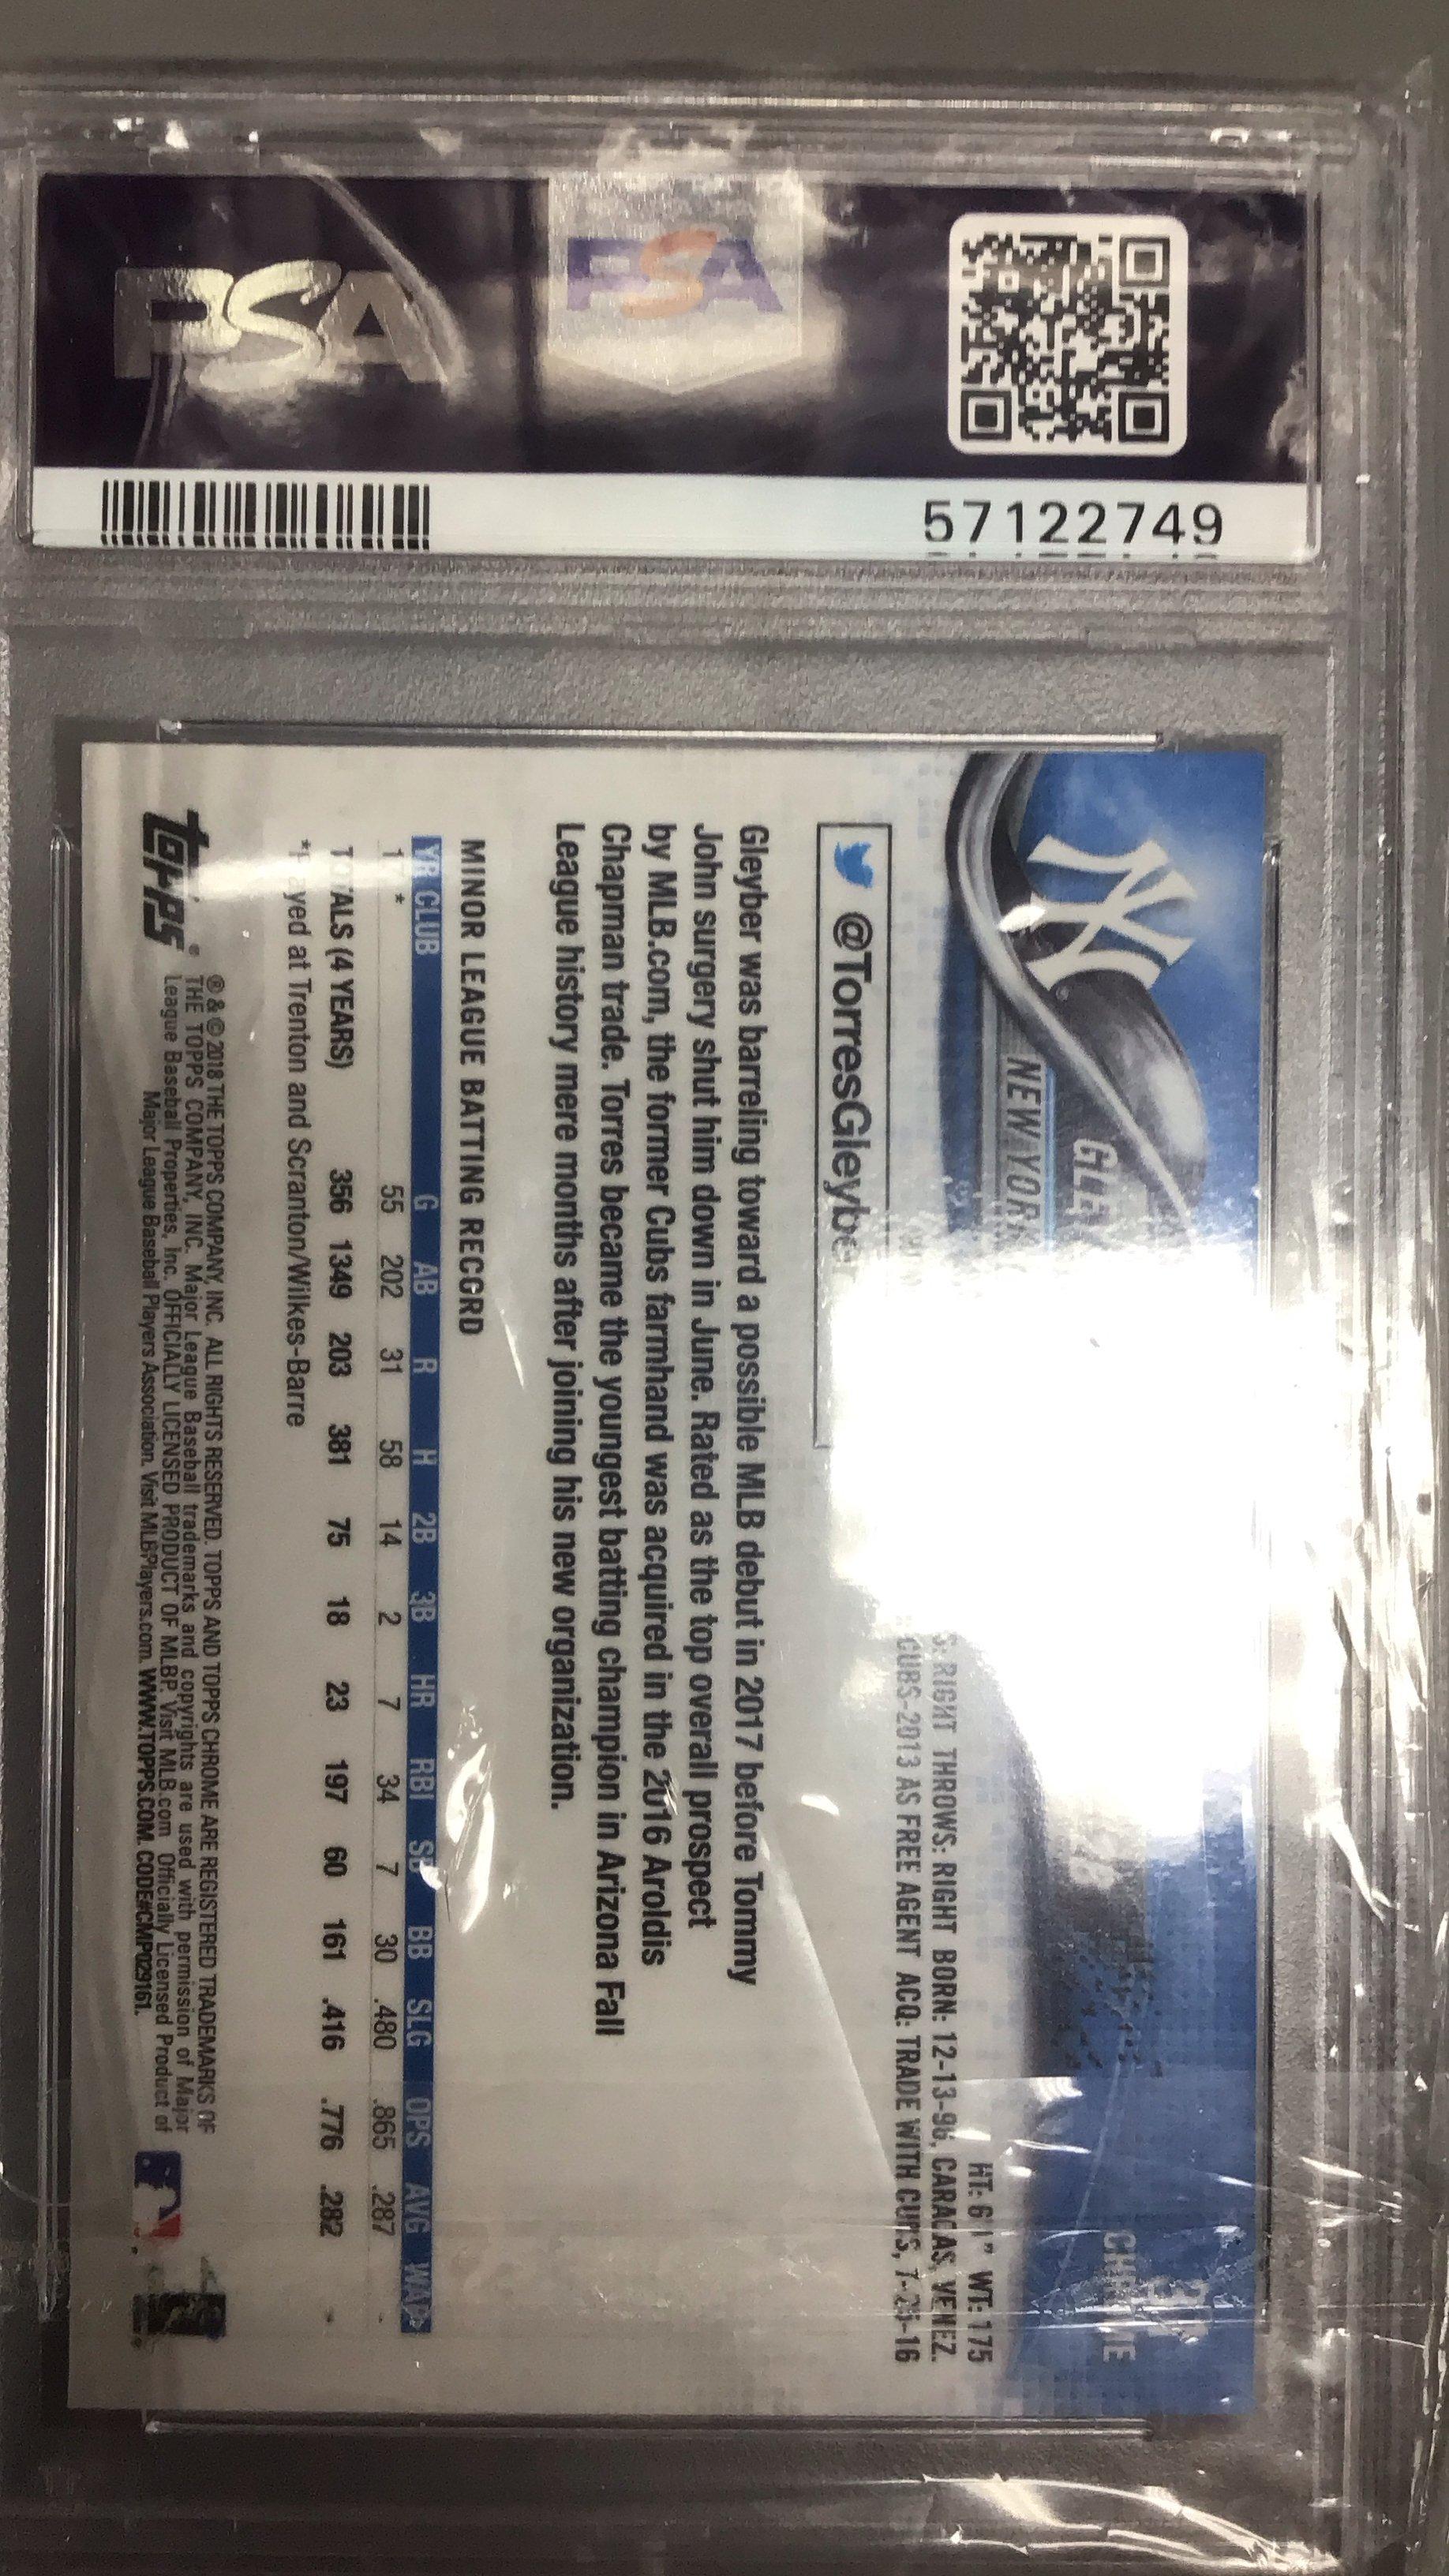 PSA
PSA
57122749
NEW YORK
HT: 6'1" WT: 175
RIGHT THROWS: RIGHT BORN: 12-13-96, CARACAS, VENEZ.
CUBS-2013 AS FREE AGENT ACQ: TRADE WITH CUBS, 7-25-16
@TorresGleyber
Gleyber was barreling toward a possible MLB debut in 2017 before Tommy
John surgery shut him down in June. Rated as the top overall prospect
by MLB.com, the former Cubs farmhand was acquired in the 2016 Aroldis
Chapman trade. Torres became the youngest batting champion in Arizona Fall
League history mere months after joining his new organization.
MINOR LEAGUE BATTING RECORD
YR CLUB G AB R H 2B 3B HR RBI SB BB SLG OPS AVG WAR
55 202 31 58 14 2 7 34 7 30 .480 .865 .287 -
TOTALS (4 YEARS) 356 1349 203 381 75 18 23 197 60 161 .416 .776 .282 -
*Played at Trenton and Scranton/Wilkes-Barre
Topps®
® & © 2018 THE TOPPS COMPANY, INC. ALL RIGHTS RESERVED. TOPPS AND TOPPS CHROME ARE REGISTERED TRADEMARKS OF
THE TOPPS COMPANY, INC. Major League Baseball trademarks and copyrights are used with permission of Major
League Baseball Properties, Inc. OFFICIALLY LICENSED PRODUCT OF MLBP. Visit MLB.com Officially Licensed Product of
Major League Baseball Players Association. Visit MLBPlayers.com. WWW.TOPPS.COM. CODE#CMP029161.